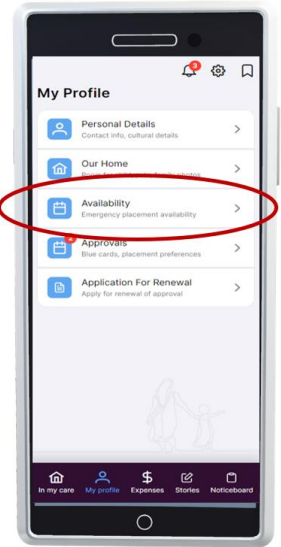 3
My Profile
Personal Details
Contact info, cultural details
Our Home
Availability
Emergency placement availability
Approvals
Blue cards, placement preferences
Application For Renewal
Apply for renewal of approval
In my care My profile Expenses Stories Noticeboard